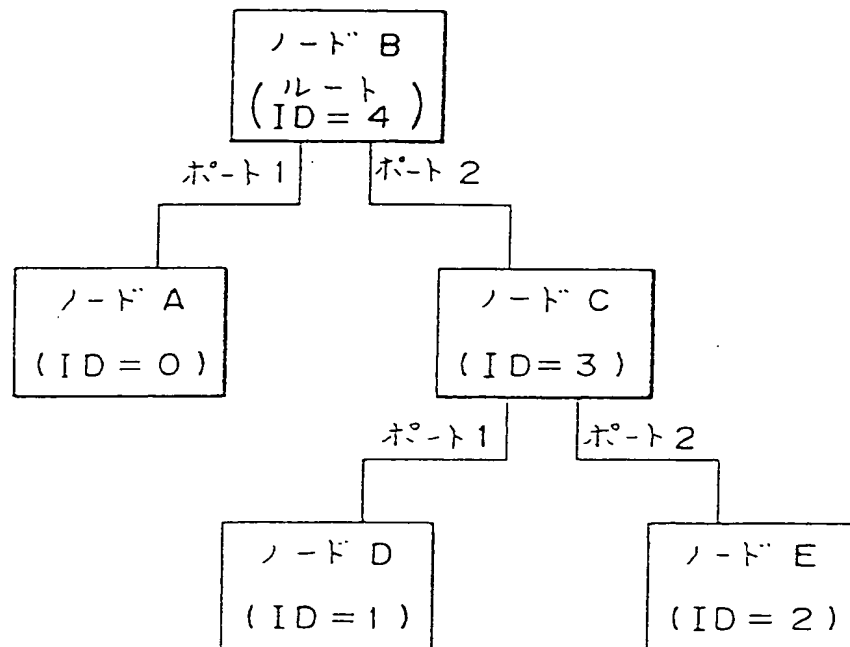 ノード B
(ルート
ID = 4)
ポート 1
ポート 2
ノード A
(ID = 0)
ノード C
(ID = 3)
ポート 1
ポート 2
ノード D
(ID = 1)
ノード E
(ID = 2)